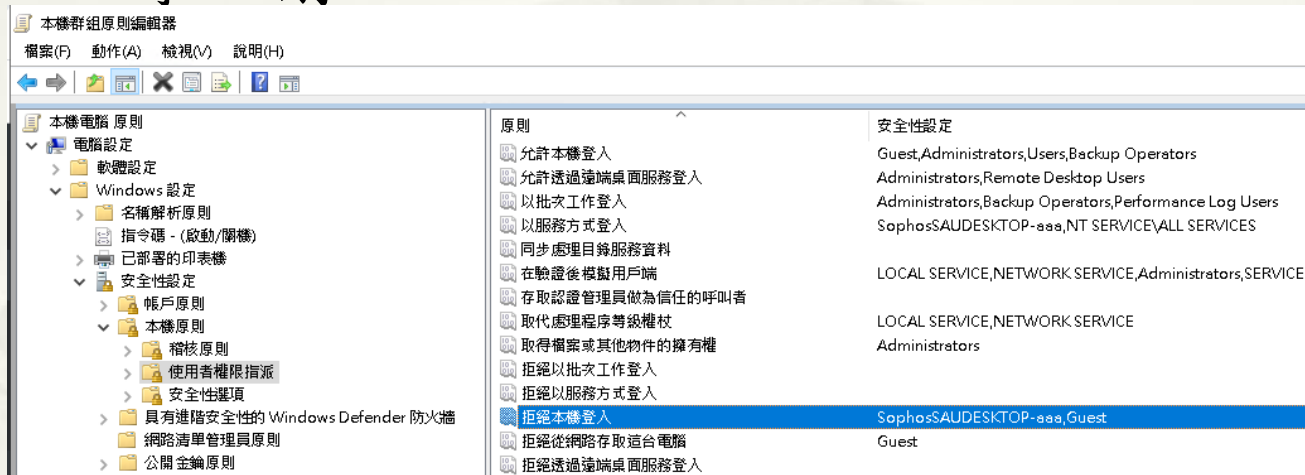 本機群組原則編輯器
檔案(F) 動作(A) 檢視(V) 說明(H)
本機電腦 原則
電腦設定
軟體設定
Windows 設定
名稱解析原則
指令碼 - (啟動/關機)
已部署的印表機
安全性設定
帳戶原則
本機原則
稽核原則
使用者權限指派
安全性選項
具有進階安全性的 Windows Defender 防火牆
網路清單管理員原則
公開金鑰原則
原則 安全性設定
允許本機登入 Guest,Administrators,Users,Backup Operators
允許透過遠端桌面服務登入 Administrators,Remote Desktop Users
以批次工作登入 Administrators,Backup Operators,Performance Log Users
以服務方式登入 SophosSAUDESKTOP-aaa,NT SERVICE\ALL SERVICES
同步處理目錄服務資料
在驗證後模擬用戶端 LOCAL SERVICE,NETWORK SERVICE,Administrators,SERVICE
存取認證管理員做為信任的呼叫者
取代處理程序等級權杖 LOCAL SERVICE,NETWORK SERVICE
取得檔案或其他物件的擁有權 Administrators
拒絕以批次工作登入
拒絕以服務方式登入
拒絕本機登入 SophosSAUDESKTOP-aaa,Guest
拒絕從網路存取這台電腦 Guest
拒絕透過遠端桌面服務登入